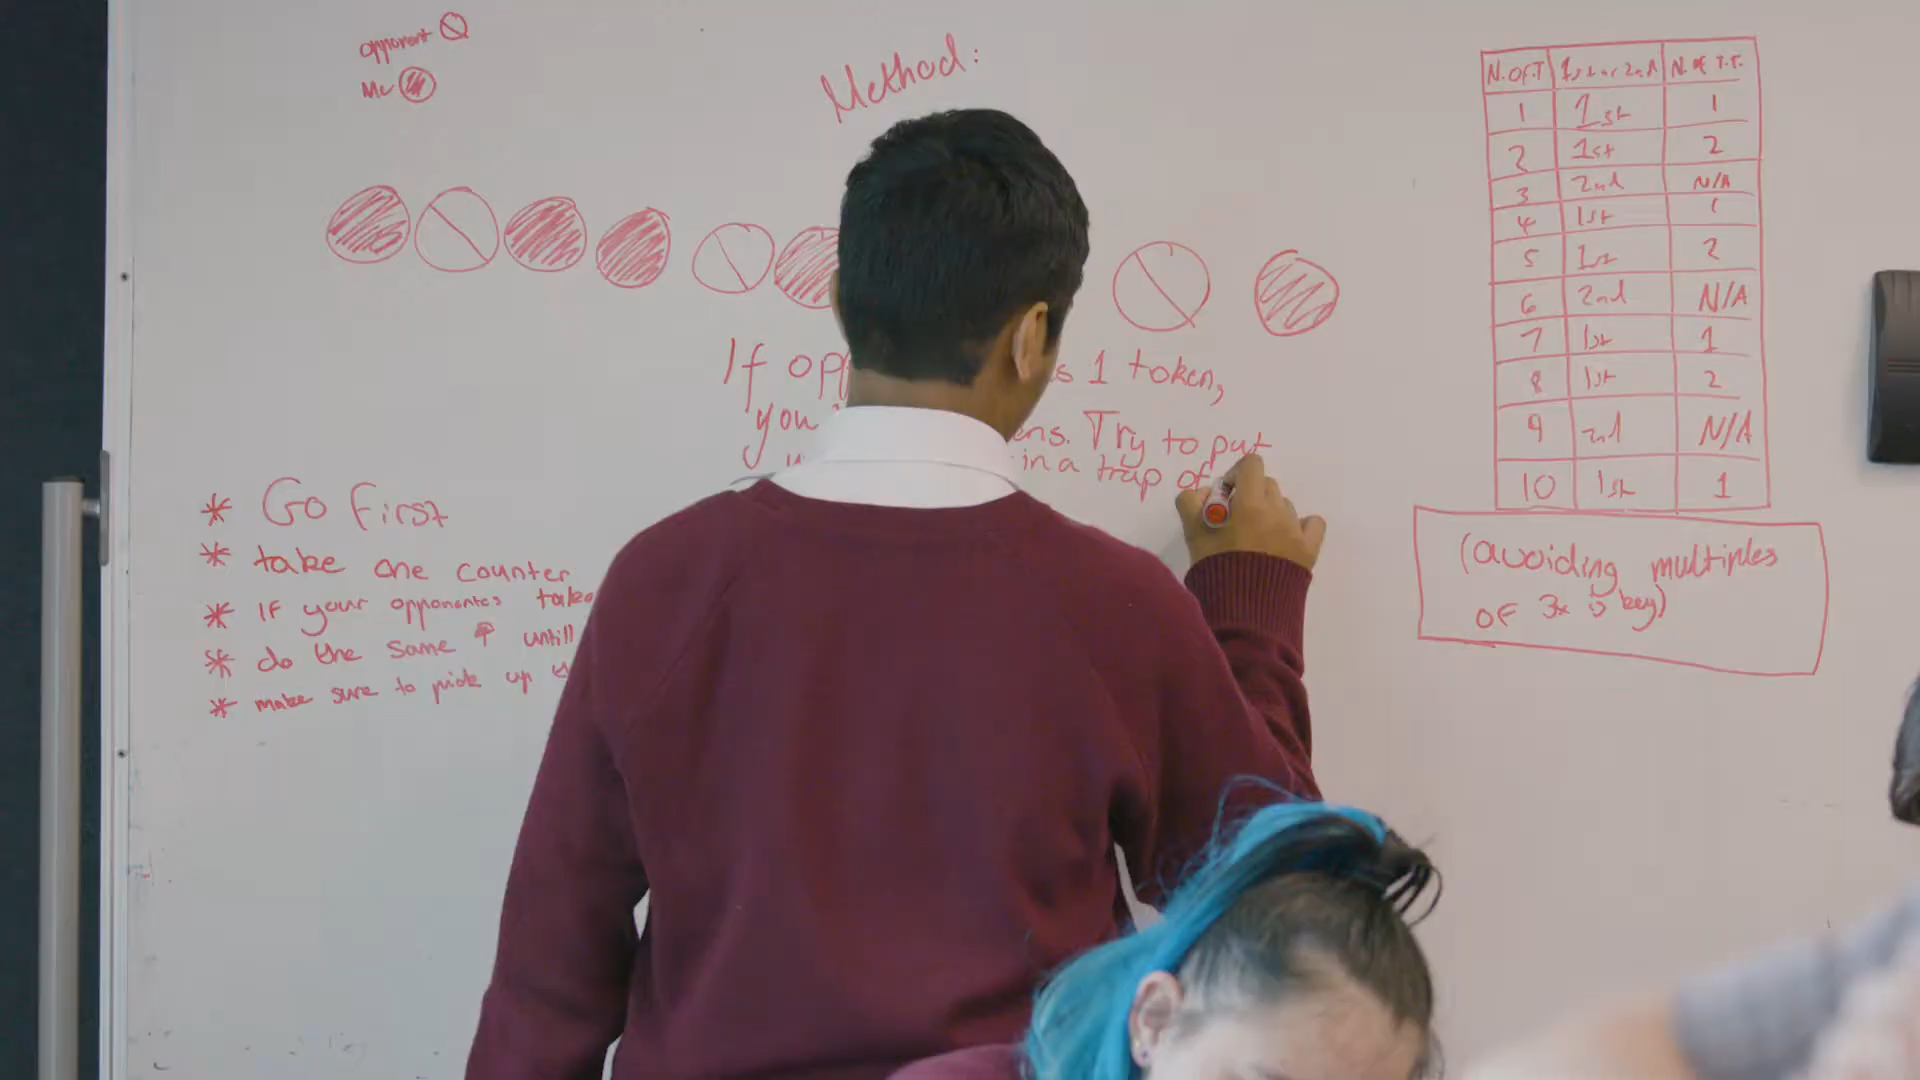 opponent
Me
Method:
If opp s 1 token,
you ens. Try to put
in a trap of
* Go First
* take one counter
* IF your opponentes take
* do the same ↑ untill
* make sure to pick up
N.OF.T 1st or 2nd N. of T.T.
1 1st 1
2 1st 2
3 2nd N/A
4 1st 1
5 1st 2
6 2nd N/A
7 1st 1
8 1st 2
9 2nd N/A
10 1st 1
(avoiding multiples
of 3x is key)